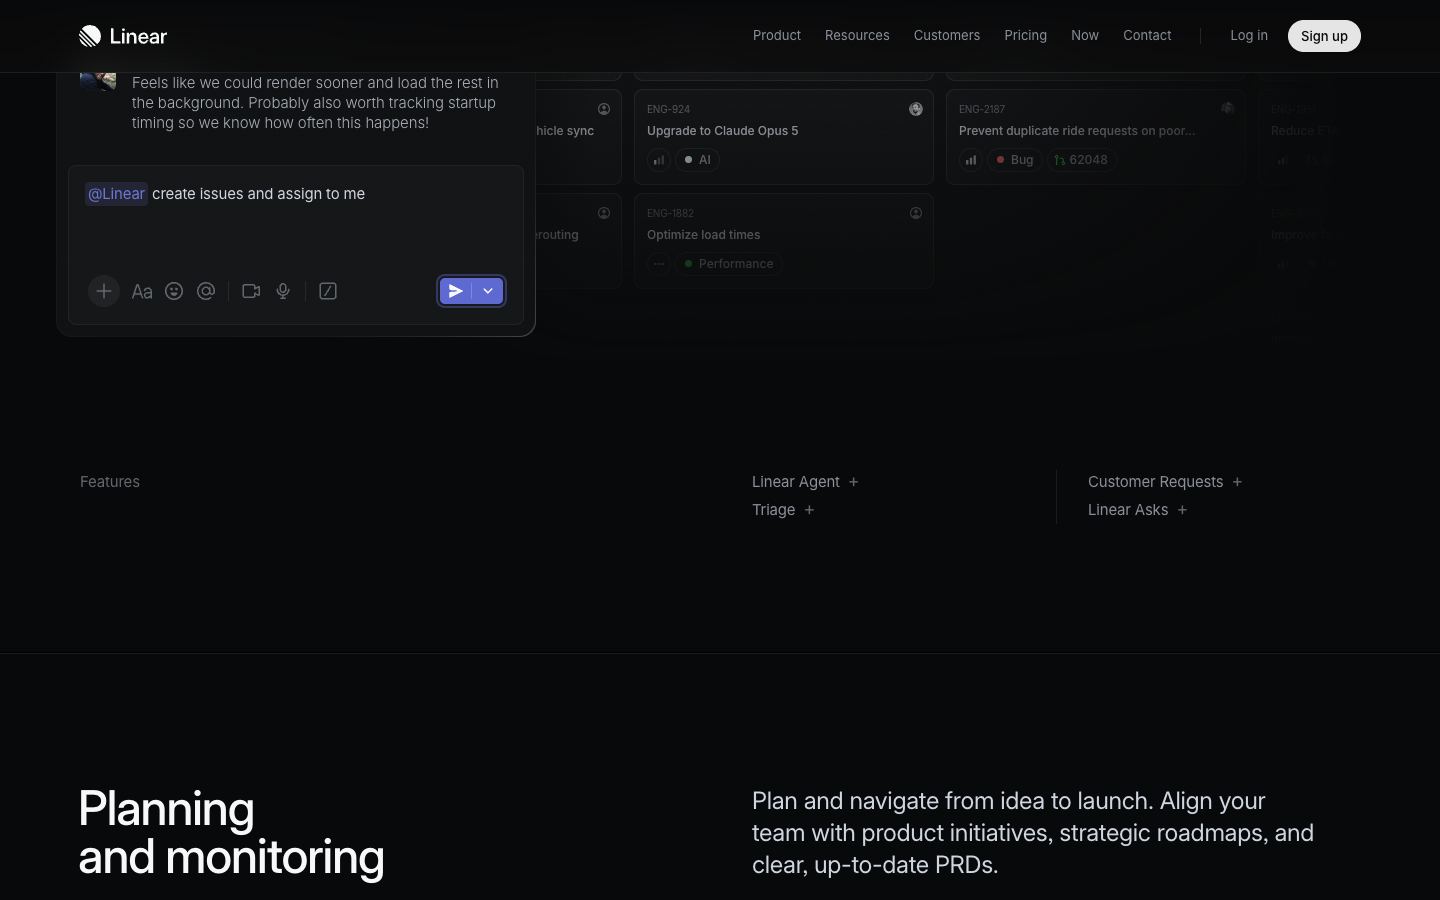 Linear
Product
Resources
Customers
Pricing
Now
Contact
Log in
Sign up
Feels like we could render sooner and load the rest in
the background. Probably also worth tracking startup
timing so we know how often this happens!
@Linear create issues and assign to me
Aa
hicle sync
erouting
ENG-924
Upgrade to Claude Opus 5
AI
ENG-1882
Optimize load times
Performance
ENG-2187
Prevent duplicate ride requests on poor...
Bug
62048
Reduce ETA
Improve
Features
Linear Agent +
Triage +
Customer Requests +
Linear Asks +
Planning
and monitoring
Plan and navigate from idea to launch. Align your
team with product initiatives, strategic roadmaps, and
clear, up-to-date PRDs.